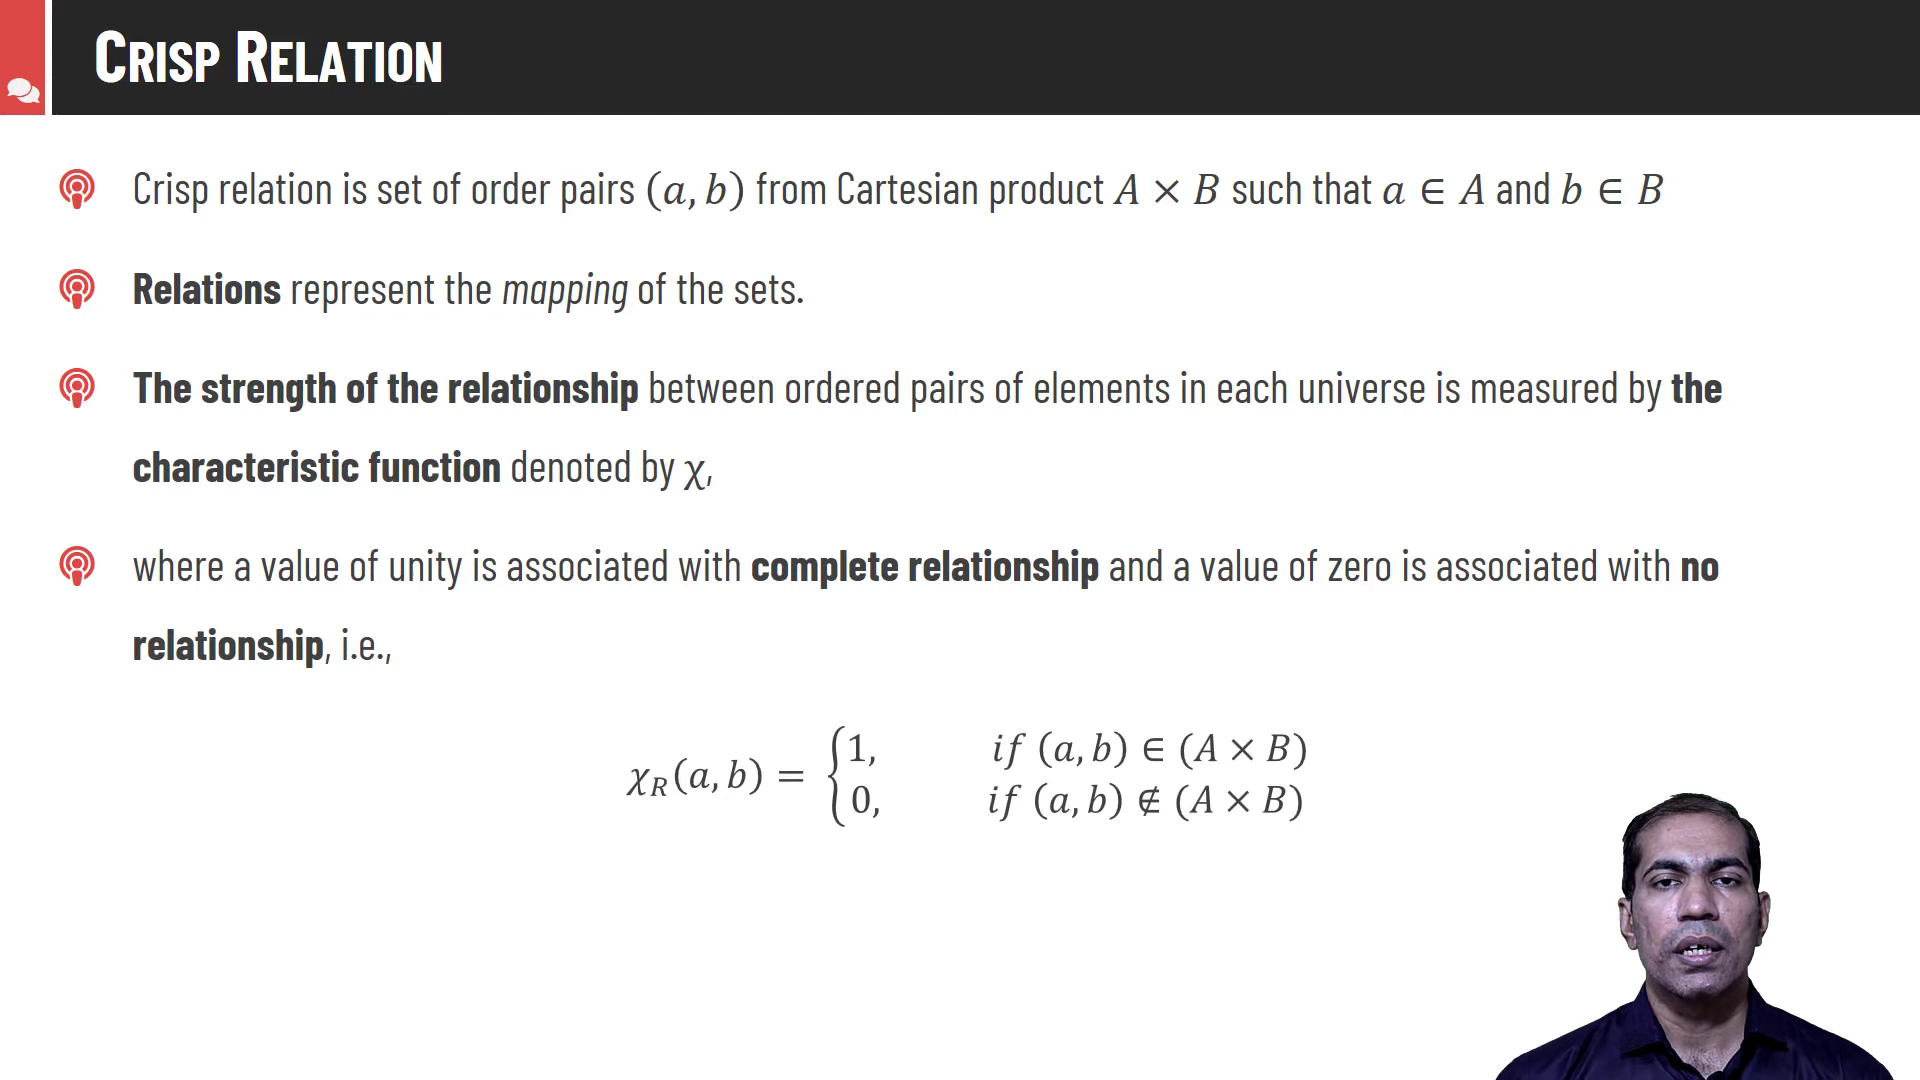 CRISP RELATION
Crisp relation is set of order pairs (a, b) from Cartesian product A × B such that a ∈ A and b ∈ B
Relations represent the mapping of the sets.
The strength of the relationship between ordered pairs of elements in each universe is measured by the
characteristic function denoted by χ,
where a value of unity is associated with complete relationship and a value of zero is associated with no
relationship, i.e.,
χ_R(a, b) = { 1, if (a, b) ∈ (A × B)
0, if (a, b) ∉ (A × B)